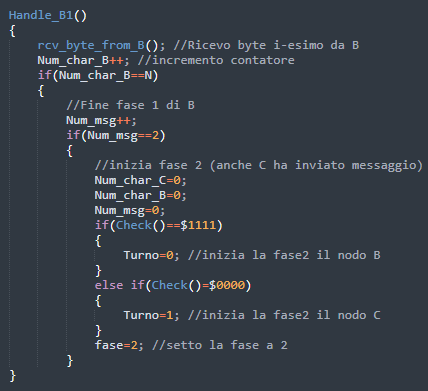 Handle_B1()
{
rcv_byte_from_B(); //Ricevo byte i-esimo da B
Num_char_B++; //incremento contatore
if(Num_char_B==N)
{
//Fine fase 1 di B
Num_msg++;
if(Num_msg==2)
{
//inizia fase 2 (anche C ha inviato messaggio)
Num_char_C=0;
Num_char_B=0;
Num_msg=0;
if(Check()==$1111)
{
Turno=0; //inizia la fase2 il nodo B
}
else if(Check()=$0000)
{
Turno=1; //inizia la fase2 il nodo C
}
fase=2; //setto la fase a 2
}
}
}